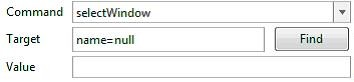 Command selectWindow
Target name=null Find
Value